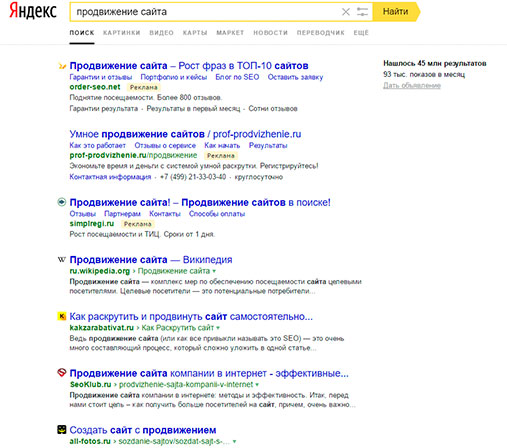 Яндекс
продвижение сайта
Найти
ПОИСК КАРТИНКИ ВИДЕО КАРТЫ МАРКЕТ НОВОСТИ ПЕРЕВОДЧИК ЕЩЁ
Продвижение сайта – Рост фраз в ТОП-10 сайтов
Гарантии и отзывы Портфолио и кейсы Блог по SEO Оставить заявку
order-seo.net Реклама
Поднятие посещаемости. Более 800 отзывов.
Гарантии результата · Результаты в первый месяц · Сотни отзывов
Умное продвижение сайтов / prof-prodvizhenie.ru
Как это работает Отзывы о сервисе Как начать Результаты
prof-prodvizhenie.ru/продвижение Реклама
Экономьте время и деньги с системой умной раскрутки. Регистрируйтесь!
Контактная информация · +7 (499) 21-33-03-40 · круглосуточно
Продвижение сайта! – Продвижение сайтов в поиске!
Отзывы Партнерам Контакты Способы оплаты
simplregi.ru Реклама
Рост посещаемости и ТИЦ. Сроки от 1 дня.
W Продвижение сайта — Википедия
ru.wikipedia.org › Продвижение сайта
Продвижение сайта — комплекс мер по обеспечению посещаемости сайта целевыми
посетителями. Целевые посетители — это потенциальные потребители...
Как раскрутить и продвинуть сайт самостоятельно...
kakzarabativat.ru › Как Раскрутить сайт
Ведь продвижение сайта (или как все привыкли называть это SEO) — это очень
много составляющий процесс, который сложно уложить в одной статье...
Продвижение сайта компании в интернет - эффективные...
SeoKlub.ru › prodvizhenie-sajta-kompanii-v-internet
Продвижение сайта компании в интернете: методы и эффективность. Итак, перед
нами стоит цель – как получить больше посетителей на сайт, причем, очень важно...
Создать сайт с продвижением
all-fotos.ru › sozdanie-sajtov/sozdat-sajt-s-...
Нашлось 45 млн результатов
93 тыс. показов в месяц
Дать объявление